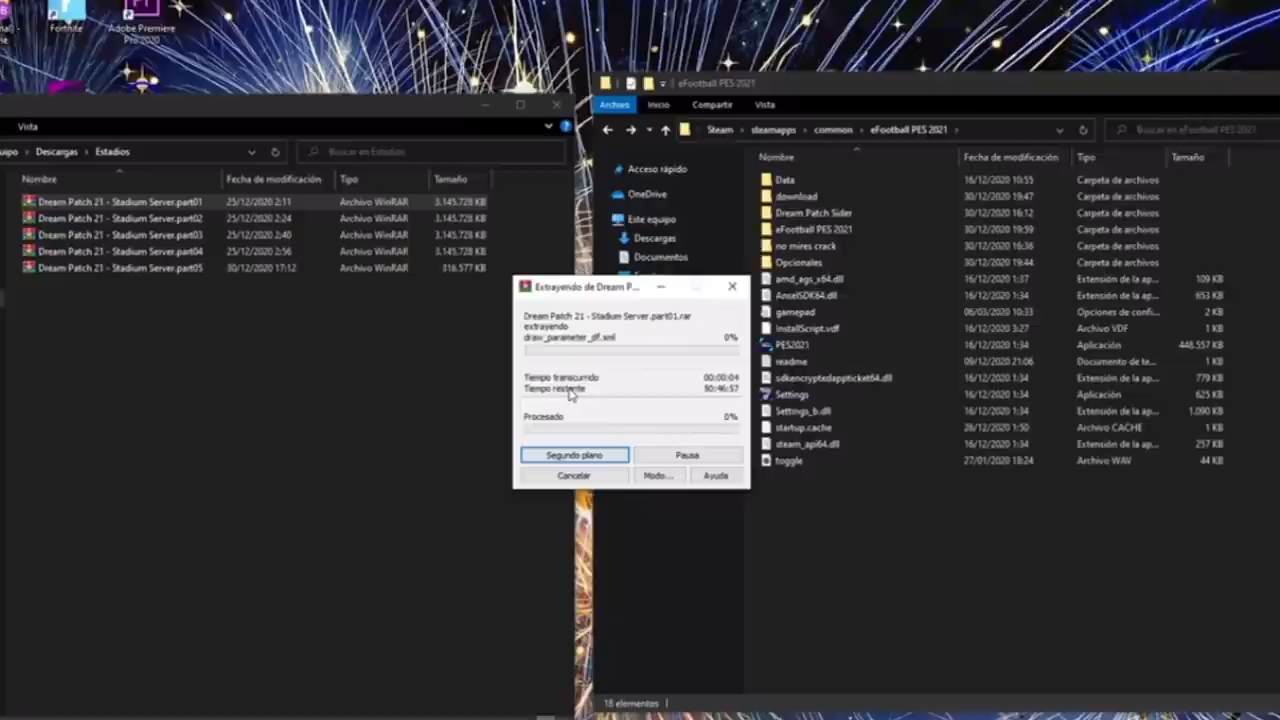 Fortnite
Adobe Premiere
Pro 2020
Vista
Descargas > Estadios
Buscar en Estadios
Nombre Fecha de modificación Tipo Tamaño
Dream Patch 21 - Stadium Server.part01 25/12/2020 2:11 Archivo WinRAR 3.145.728 KB
Dream Patch 21 - Stadium Server.part02 25/12/2020 2:24 Archivo WinRAR 3.145.728 KB
Dream Patch 21 - Stadium Server.part03 25/12/2020 2:40 Archivo WinRAR 3.145.728 KB
Dream Patch 21 - Stadium Server.part04 25/12/2020 2:56 Archivo WinRAR 3.145.728 KB
Dream Patch 21 - Stadium Server.part05 30/12/2020 17:12 Archivo WinRAR 316.577 KB
Extrayendo de Dream P...
Dream Patch 21 - Stadium Server.part01.rar
extrayendo
draw_parameter_df.xml 0%
Tiempo transcurrido 00:00:04
Tiempo restante 50:46:57
Procesado 0%
Segundo plano Pausa
Cancelar Modo... Ayuda
eFootball PES 2021
Archivo Inicio Compartir Vista
Steam > steamapps > common > eFootball PES 2021 >
Buscar en eFootball PES 2021
Acceso rápido
OneDrive
Este equipo
Descargas
Documentos
Nombre Fecha de modificación Tipo Tamaño
Data 16/12/2020 10:55 Carpeta de archivos
download 30/12/2020 19:47 Carpeta de archivos
Dream Patch Sider 30/12/2020 16:12 Carpeta de archivos
eFootball PES 2021 30/12/2020 19:59 Carpeta de archivos
no mires crack 30/12/2020 16:36 Carpeta de archivos
Opcionales 30/12/2020 19:44 Carpeta de archivos
amd_ags_x64.dll 16/12/2020 1:37 Extensión de la ap... 109 KB
AnselSDK64.dll 16/12/2020 1:34 Extensión de la ap... 653 KB
gamepad 06/03/2020 10:33 Opciones de confi... 2 KB
InstallScript.vdf 16/12/2020 3:27 Archivo VDF 1 KB
PES2021 16/12/2020 1:34 Aplicación 448.557 KB
readme 09/12/2020 21:06 Documento de te... 1 KB
sdkencryptedappticket64.dll 16/12/2020 1:34 Extensión de la ap... 779 KB
Settings 16/12/2020 1:34 Aplicación 625 KB
Settings_b.dll 16/12/2020 1:34 Extensión de la ap... 1.090 KB
startup.cache 26/12/2020 1:50 Archivo CACHE 1 KB
steam_api64.dll 16/12/2020 1:34 Extensión de la ap... 257 KB
toggle 27/01/2020 18:24 Archivo WAV 44 KB
18 elementos